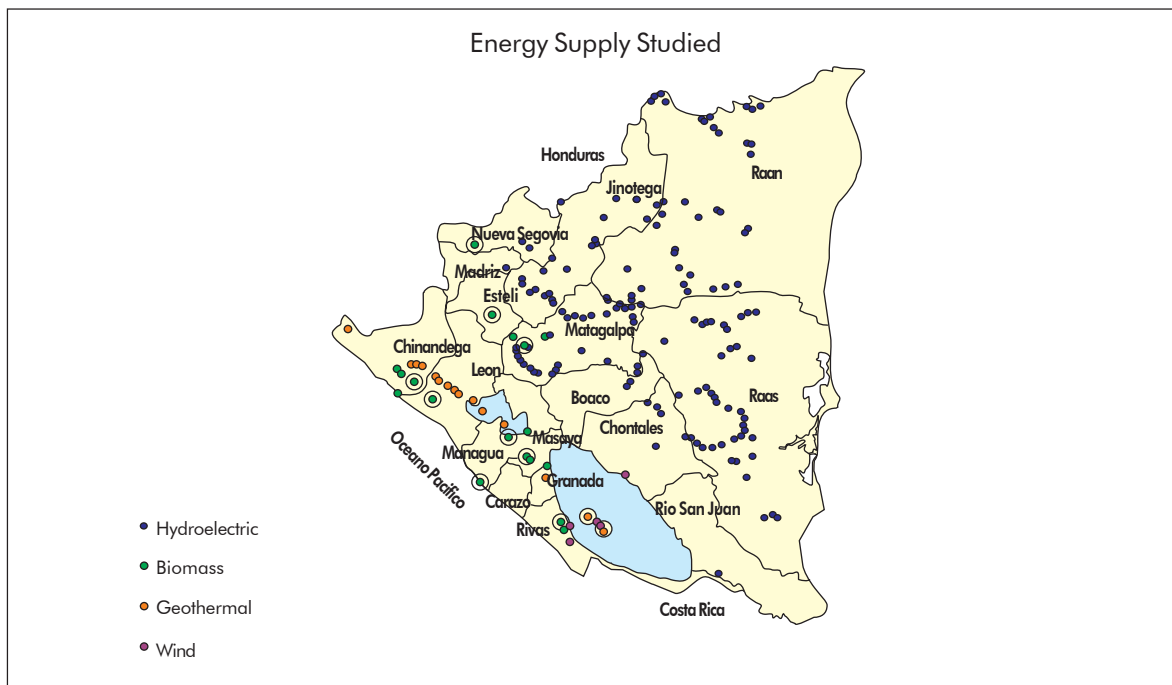 Energy Supply Studied
Honduras
Raan
Jinotega
Nueva Segovia
Madriz
Esteli
Matagalpa
Chinandega
Leon
Boaco
Raas
Chontales
Masaya
Managua
Oceano Pacifico
Granada
Carazo
Rio San Juan
Rivas
Hydroelectric
Biomass
Geothermal
Wind
Costa Rica